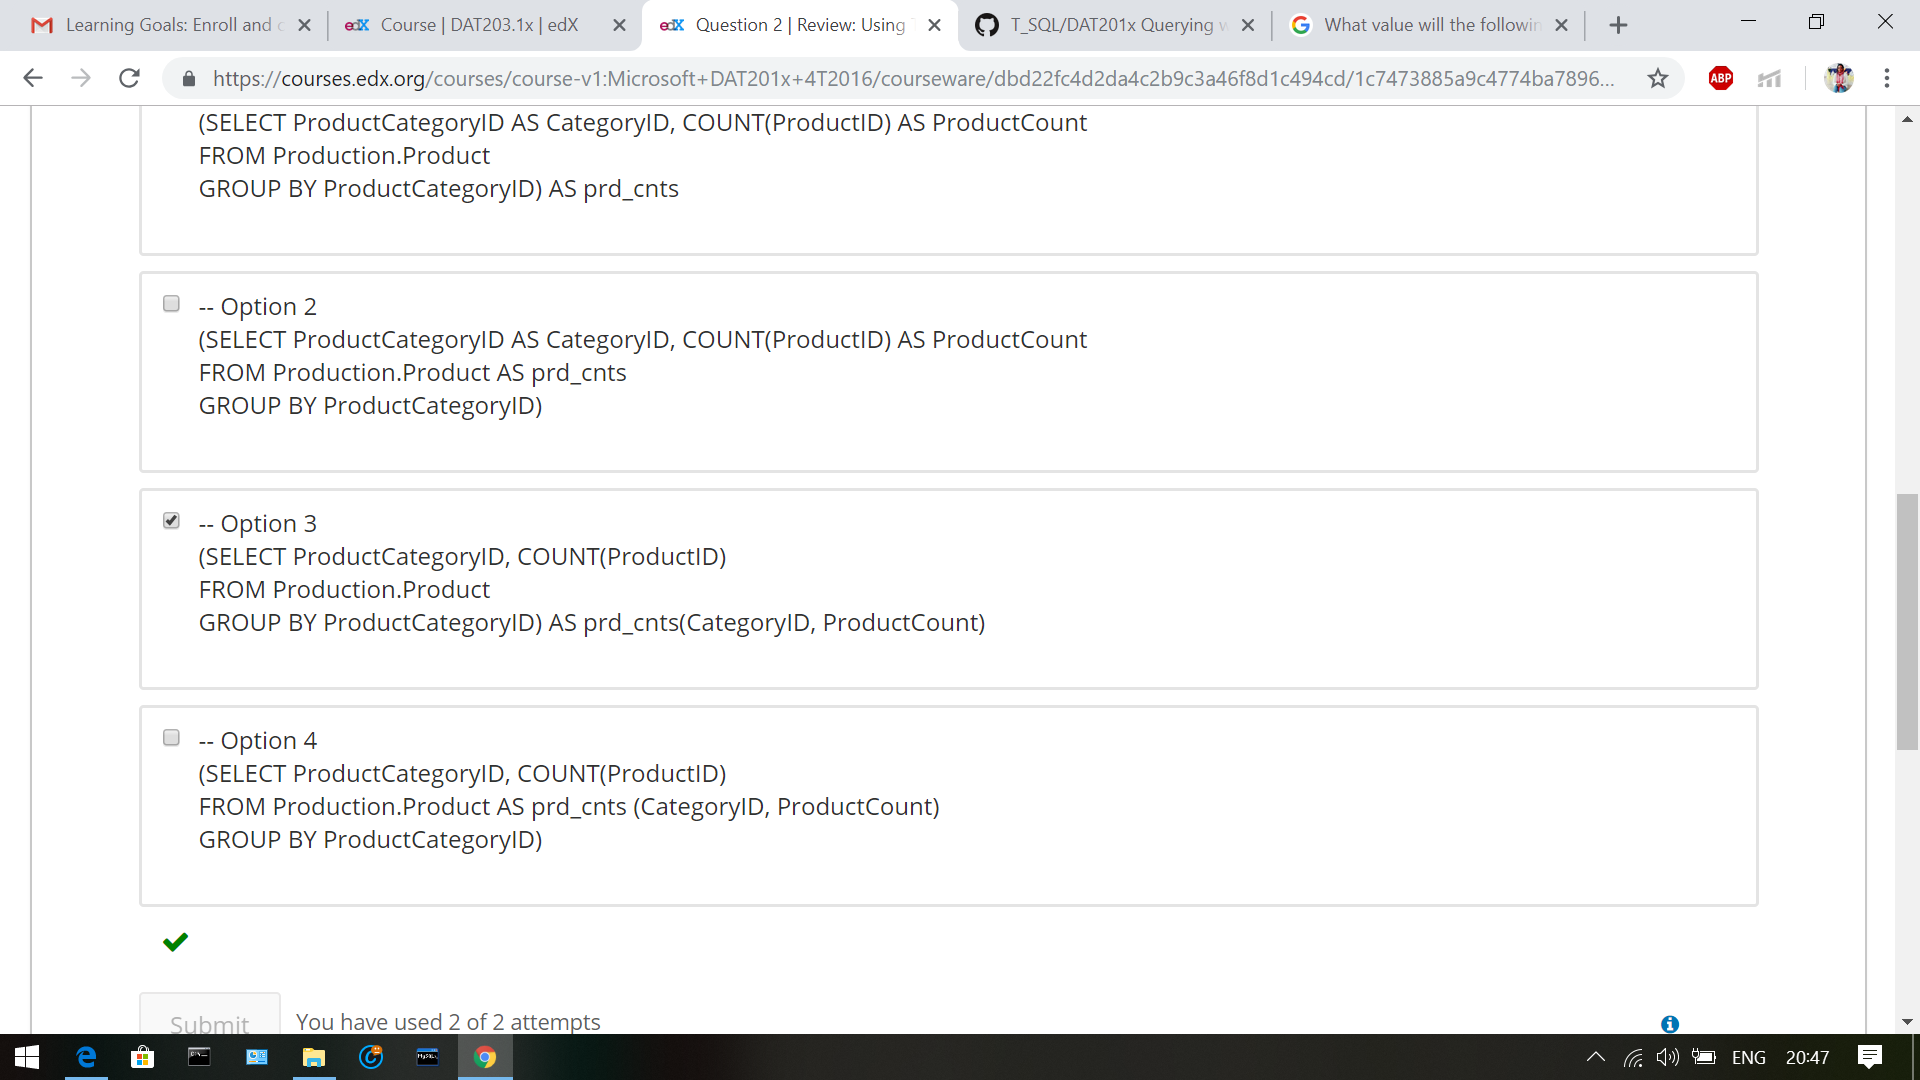 Learning Goals: Enroll and c
edX Course | DAT203.1x | edX
edX Question 2 | Review: Using T
T_SQL/DAT201x Querying w
What value will the followin
https://courses.edx.org/courses/course-v1:Microsoft+DAT201x+4T2016/courseware/dbd22fc4d2da4c2b9c3a46f8d1c494cd/1c7473885a9c4774ba7896...
ABP
(SELECT ProductCategoryID AS CategoryID, COUNT(ProductID) AS ProductCount
FROM Production.Product
GROUP BY ProductCategoryID) AS prd_cnts
-- Option 2
(SELECT ProductCategoryID AS CategoryID, COUNT(ProductID) AS ProductCount
FROM Production.Product AS prd_cnts
GROUP BY ProductCategoryID)
-- Option 3
(SELECT ProductCategoryID, COUNT(ProductID)
FROM Production.Product
GROUP BY ProductCategoryID) AS prd_cnts(CategoryID, ProductCount)
-- Option 4
(SELECT ProductCategoryID, COUNT(ProductID)
FROM Production.Product AS prd_cnts (CategoryID, ProductCount)
GROUP BY ProductCategoryID)
Submit
You have used 2 of 2 attempts
ENG
20:47